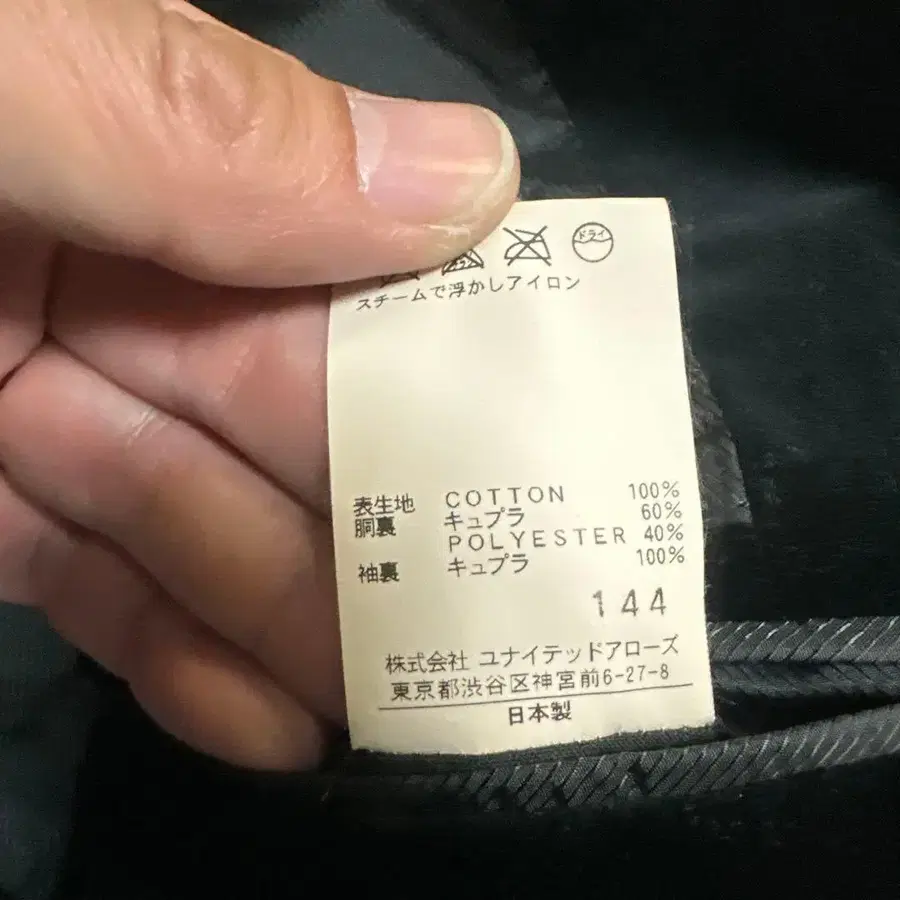 ドライ
スチームで浮かしアイロン
表生地 COTTON 100%
胴裏 キュプラ 60%
POLYESTER 40%
袖裏 キュプラ 100%
144
株式会社 ユナイテッドアローズ
東京都渋谷区神宮前6-27-8
日本製